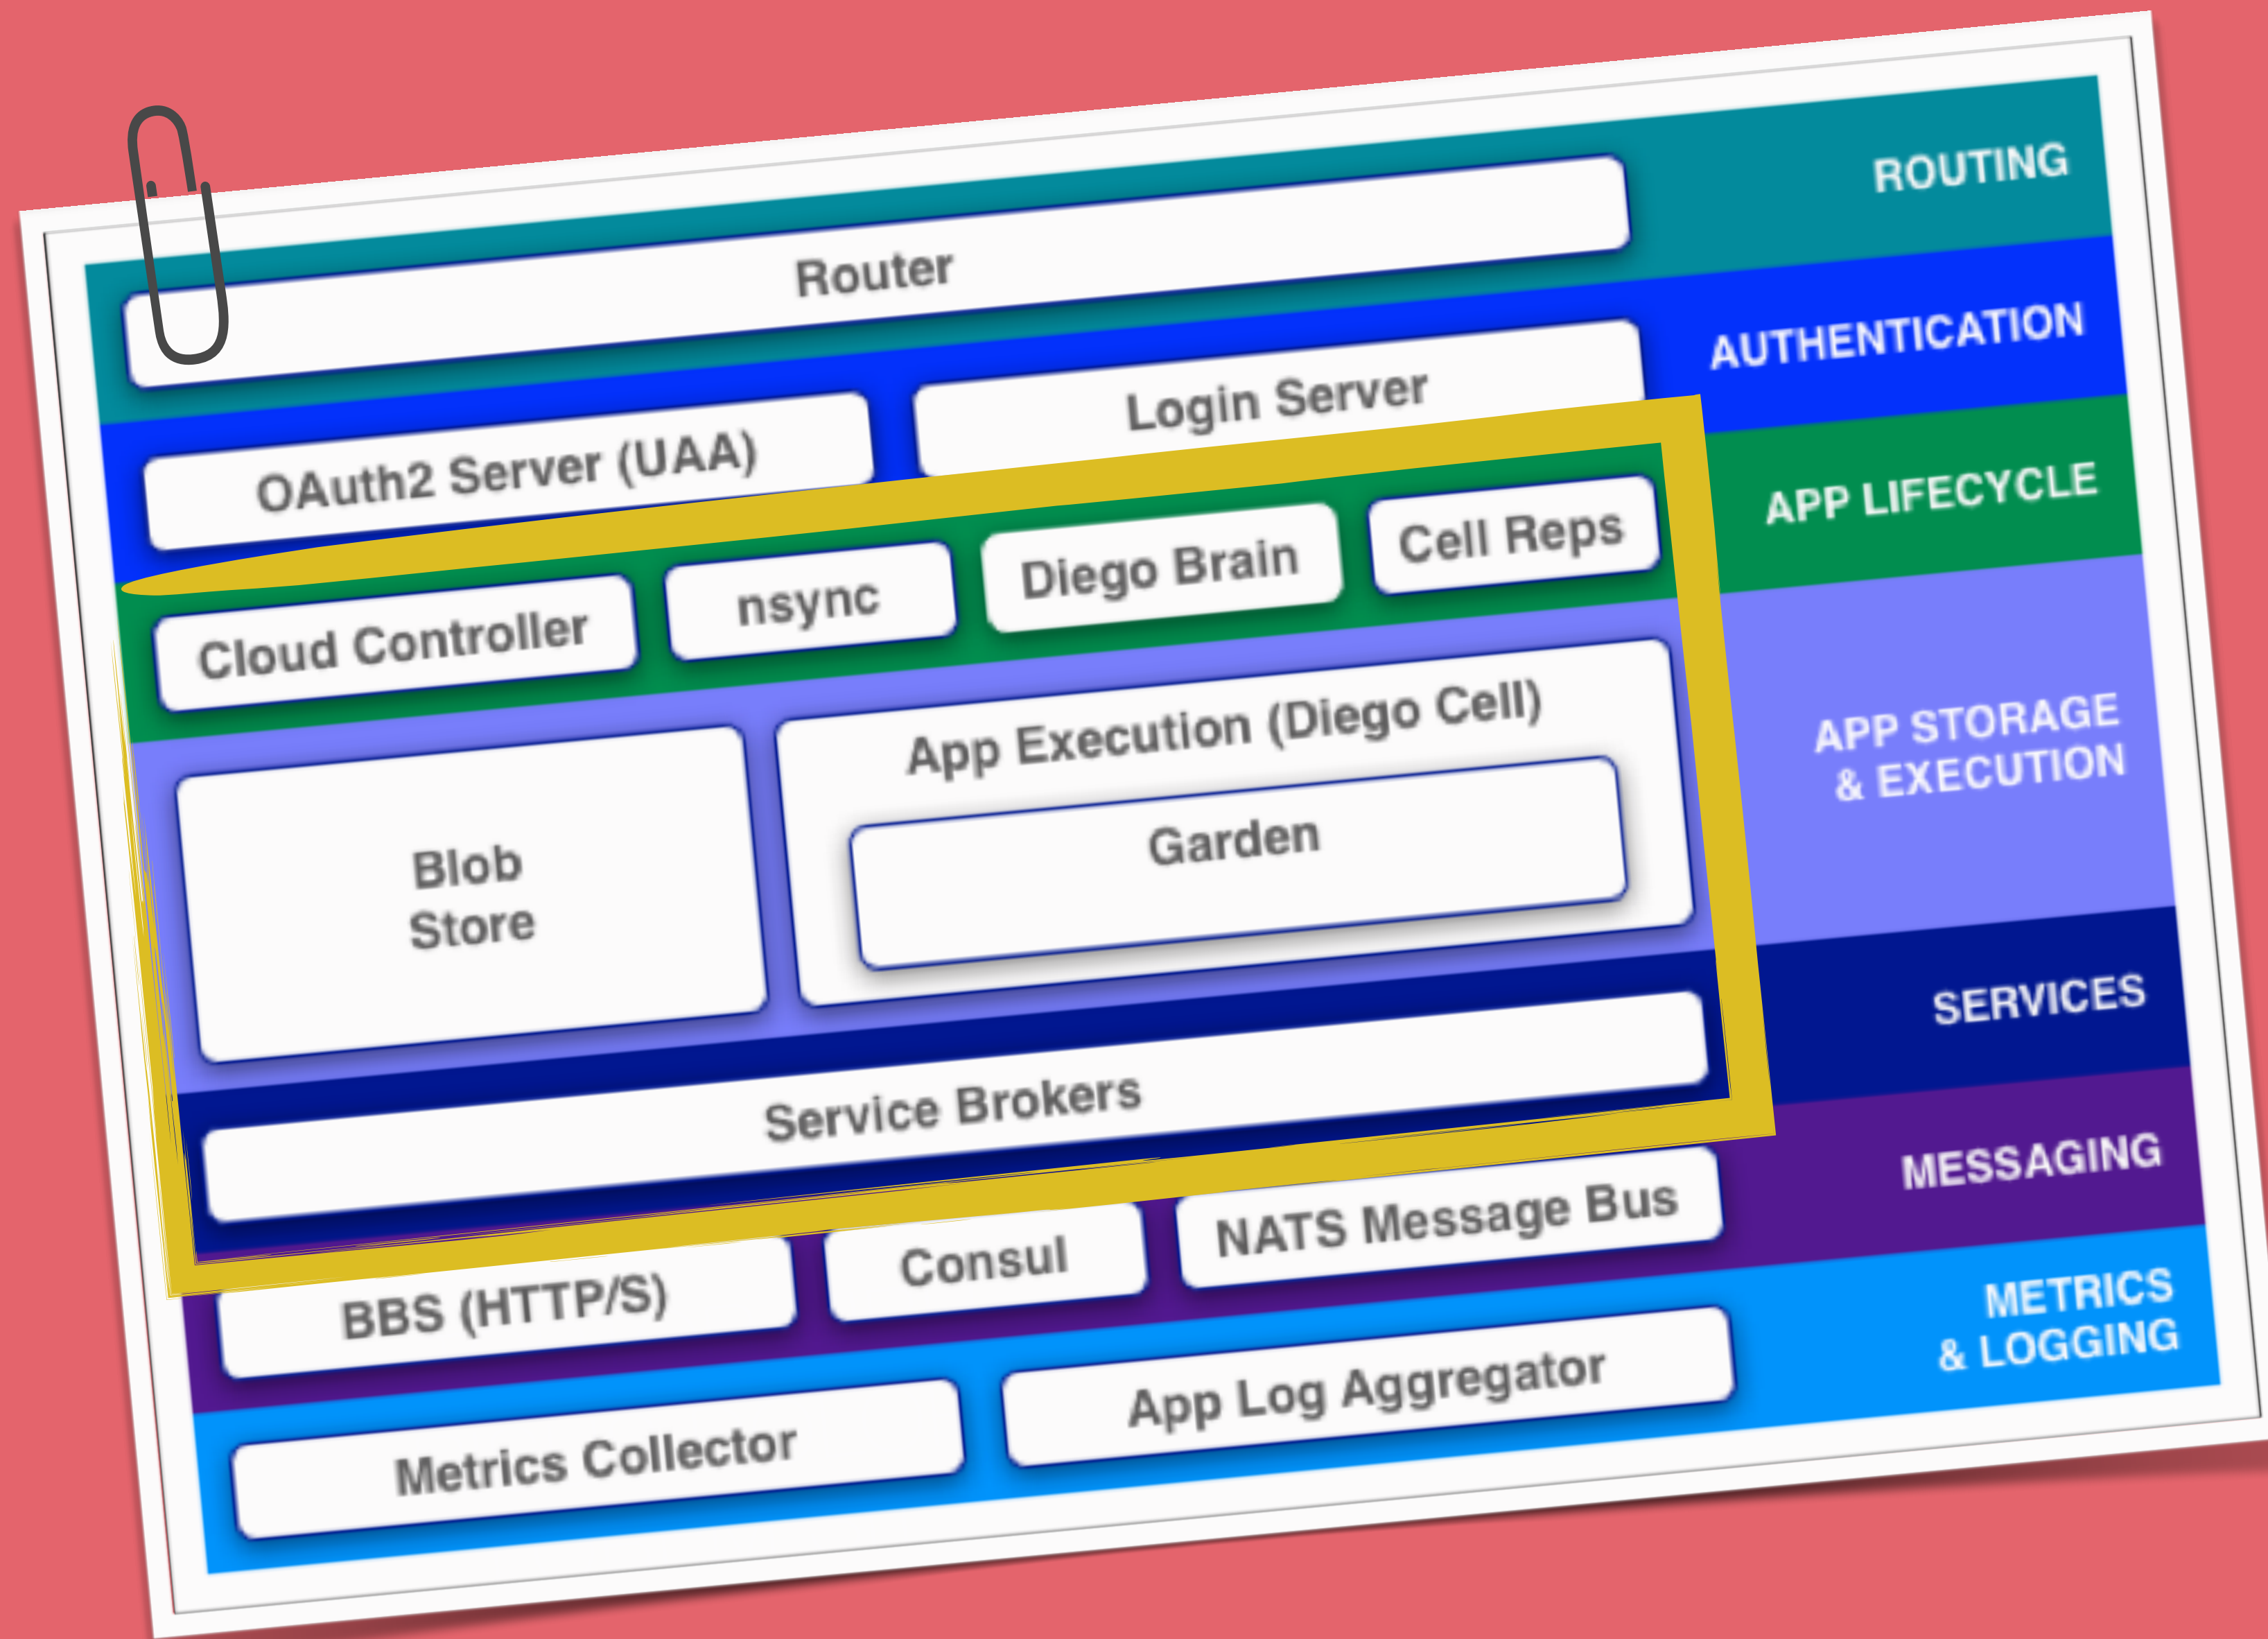 Router
ROUTING
OAuth2 Server (UAA)
Login Server
AUTHENTICATION
Cloud Controller
nsync
Diego Brain
Cell Reps
APP LIFECYCLE
Blob
Store
App Execution (Diego Cell)
Garden
APP STORAGE
& EXECUTION
Service Brokers
SERVICES
BBS (HTTP/S)
Consul
NATS Message Bus
MESSAGING
Metrics Collector
App Log Aggregator
METRICS
& LOGGING